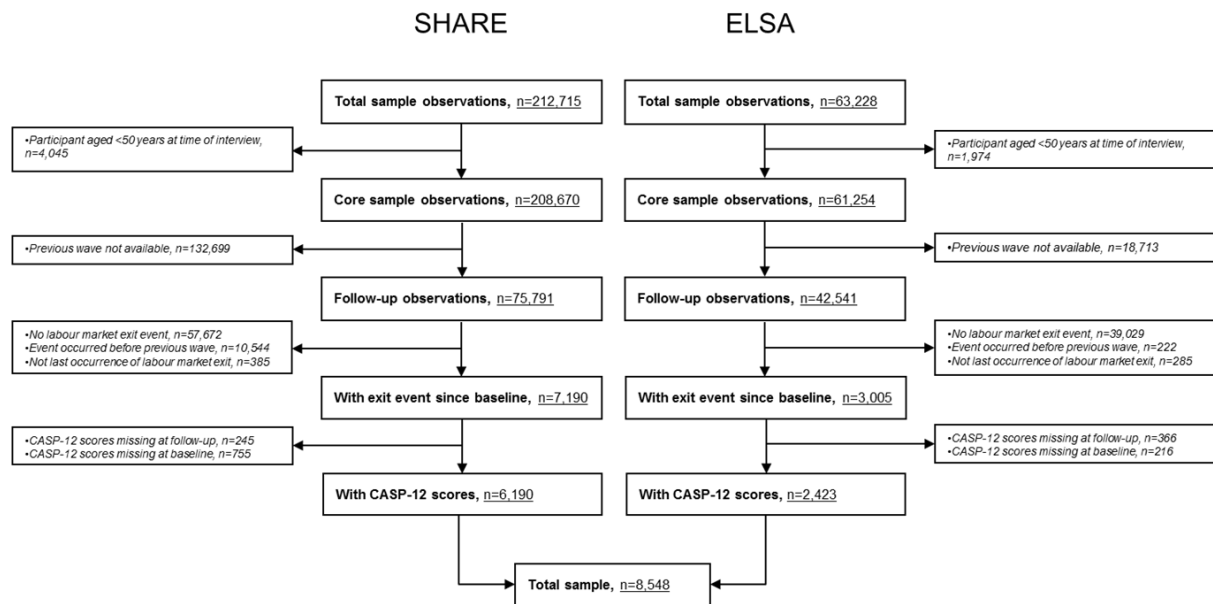 SHARE
ELSA
Total sample observations, n=212,715
Total sample observations, n=63,228
•Participant aged <50 years at time of interview,
n=4,045
•Participant aged <50 years at time of interview,
n=1,974
Core sample observations, n=208,670
Core sample observations, n=61,254
•Previous wave not available, n=132,699
•Previous wave not available, n=18,713
Follow-up observations, n=75,791
Follow-up observations, n=42,541
•No labour market exit event, n=57,672
•Event occurred before previous wave, n=10,544
•Not last occurrence of labour market exit, n=385
•No labour market exit event, n=39,029
•Event occurred before previous wave, n=222
•Not last occurrence of labour market exit, n=285
With exit event since baseline, n=7,190
With exit event since baseline, n=3,005
•CASP-12 scores missing at follow-up, n=245
•CASP-12 scores missing at baseline, n=755
•CASP-12 scores missing at follow-up, n=366
•CASP-12 scores missing at baseline, n=216
With CASP-12 scores, n=6,190
With CASP-12 scores, n=2,423
Total sample, n=8,548